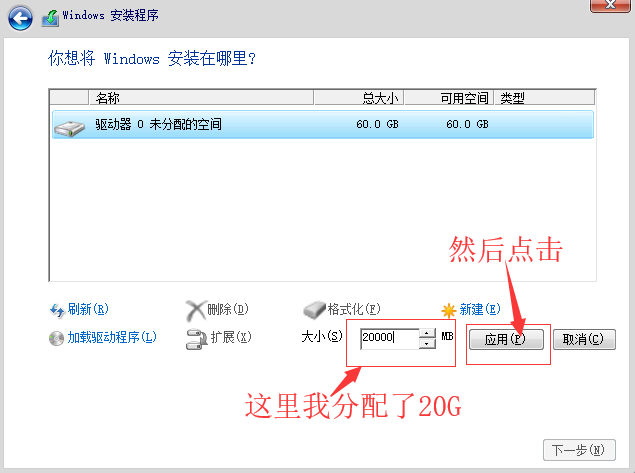 Windows 安装程序
你想将 Windows 安装在哪里?
名称 总大小 可用空间 类型
驱动器 0 未分配的空间 60.0 GB 60.0 GB
然后点击
刷新(R) 删除(D) 格式化(F) 新建(E)
加载驱动程序(L) 扩展(X) 大小(S) 20000 MB 应用(P) 取消(C)
这里我分配了20G
下一步(N)